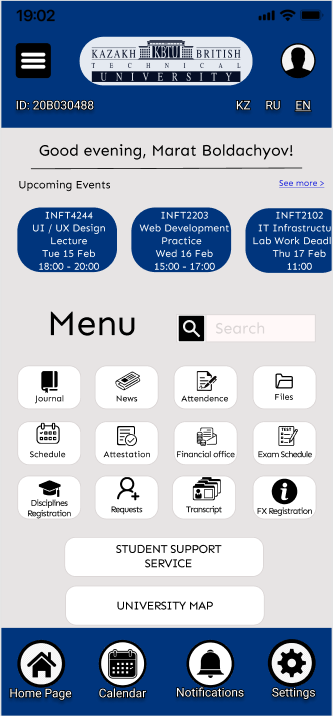 19:02
KAZAKH KBTU BRITISH
TECHNICAL
UNIVERSITY
ID: 20B030488
KZ RU EN
Good evening, Marat Boldachyov!
Upcoming Events
See more >
INFT4244
UI / UX Design
Lecture
Tue 15 Feb
18:00 - 20:00
INFT2203
Web Development
Practice
Wed 16 Feb
15:00 - 17:00
INFT2102
IT Infrastructu
Lab Work Deadl
Thu 17 Feb
11:00
Menu
Search
Journal
News
Attendence
Files
Schedule
Attestation
Financial office
TEST
Exam Schedule
Disciplines
Registration
Requests
Transcript
FX Registration
STUDENT SUPPORT
SERVICE
UNIVERSITY MAP
Home Page
Calendar
Notifications
Settings